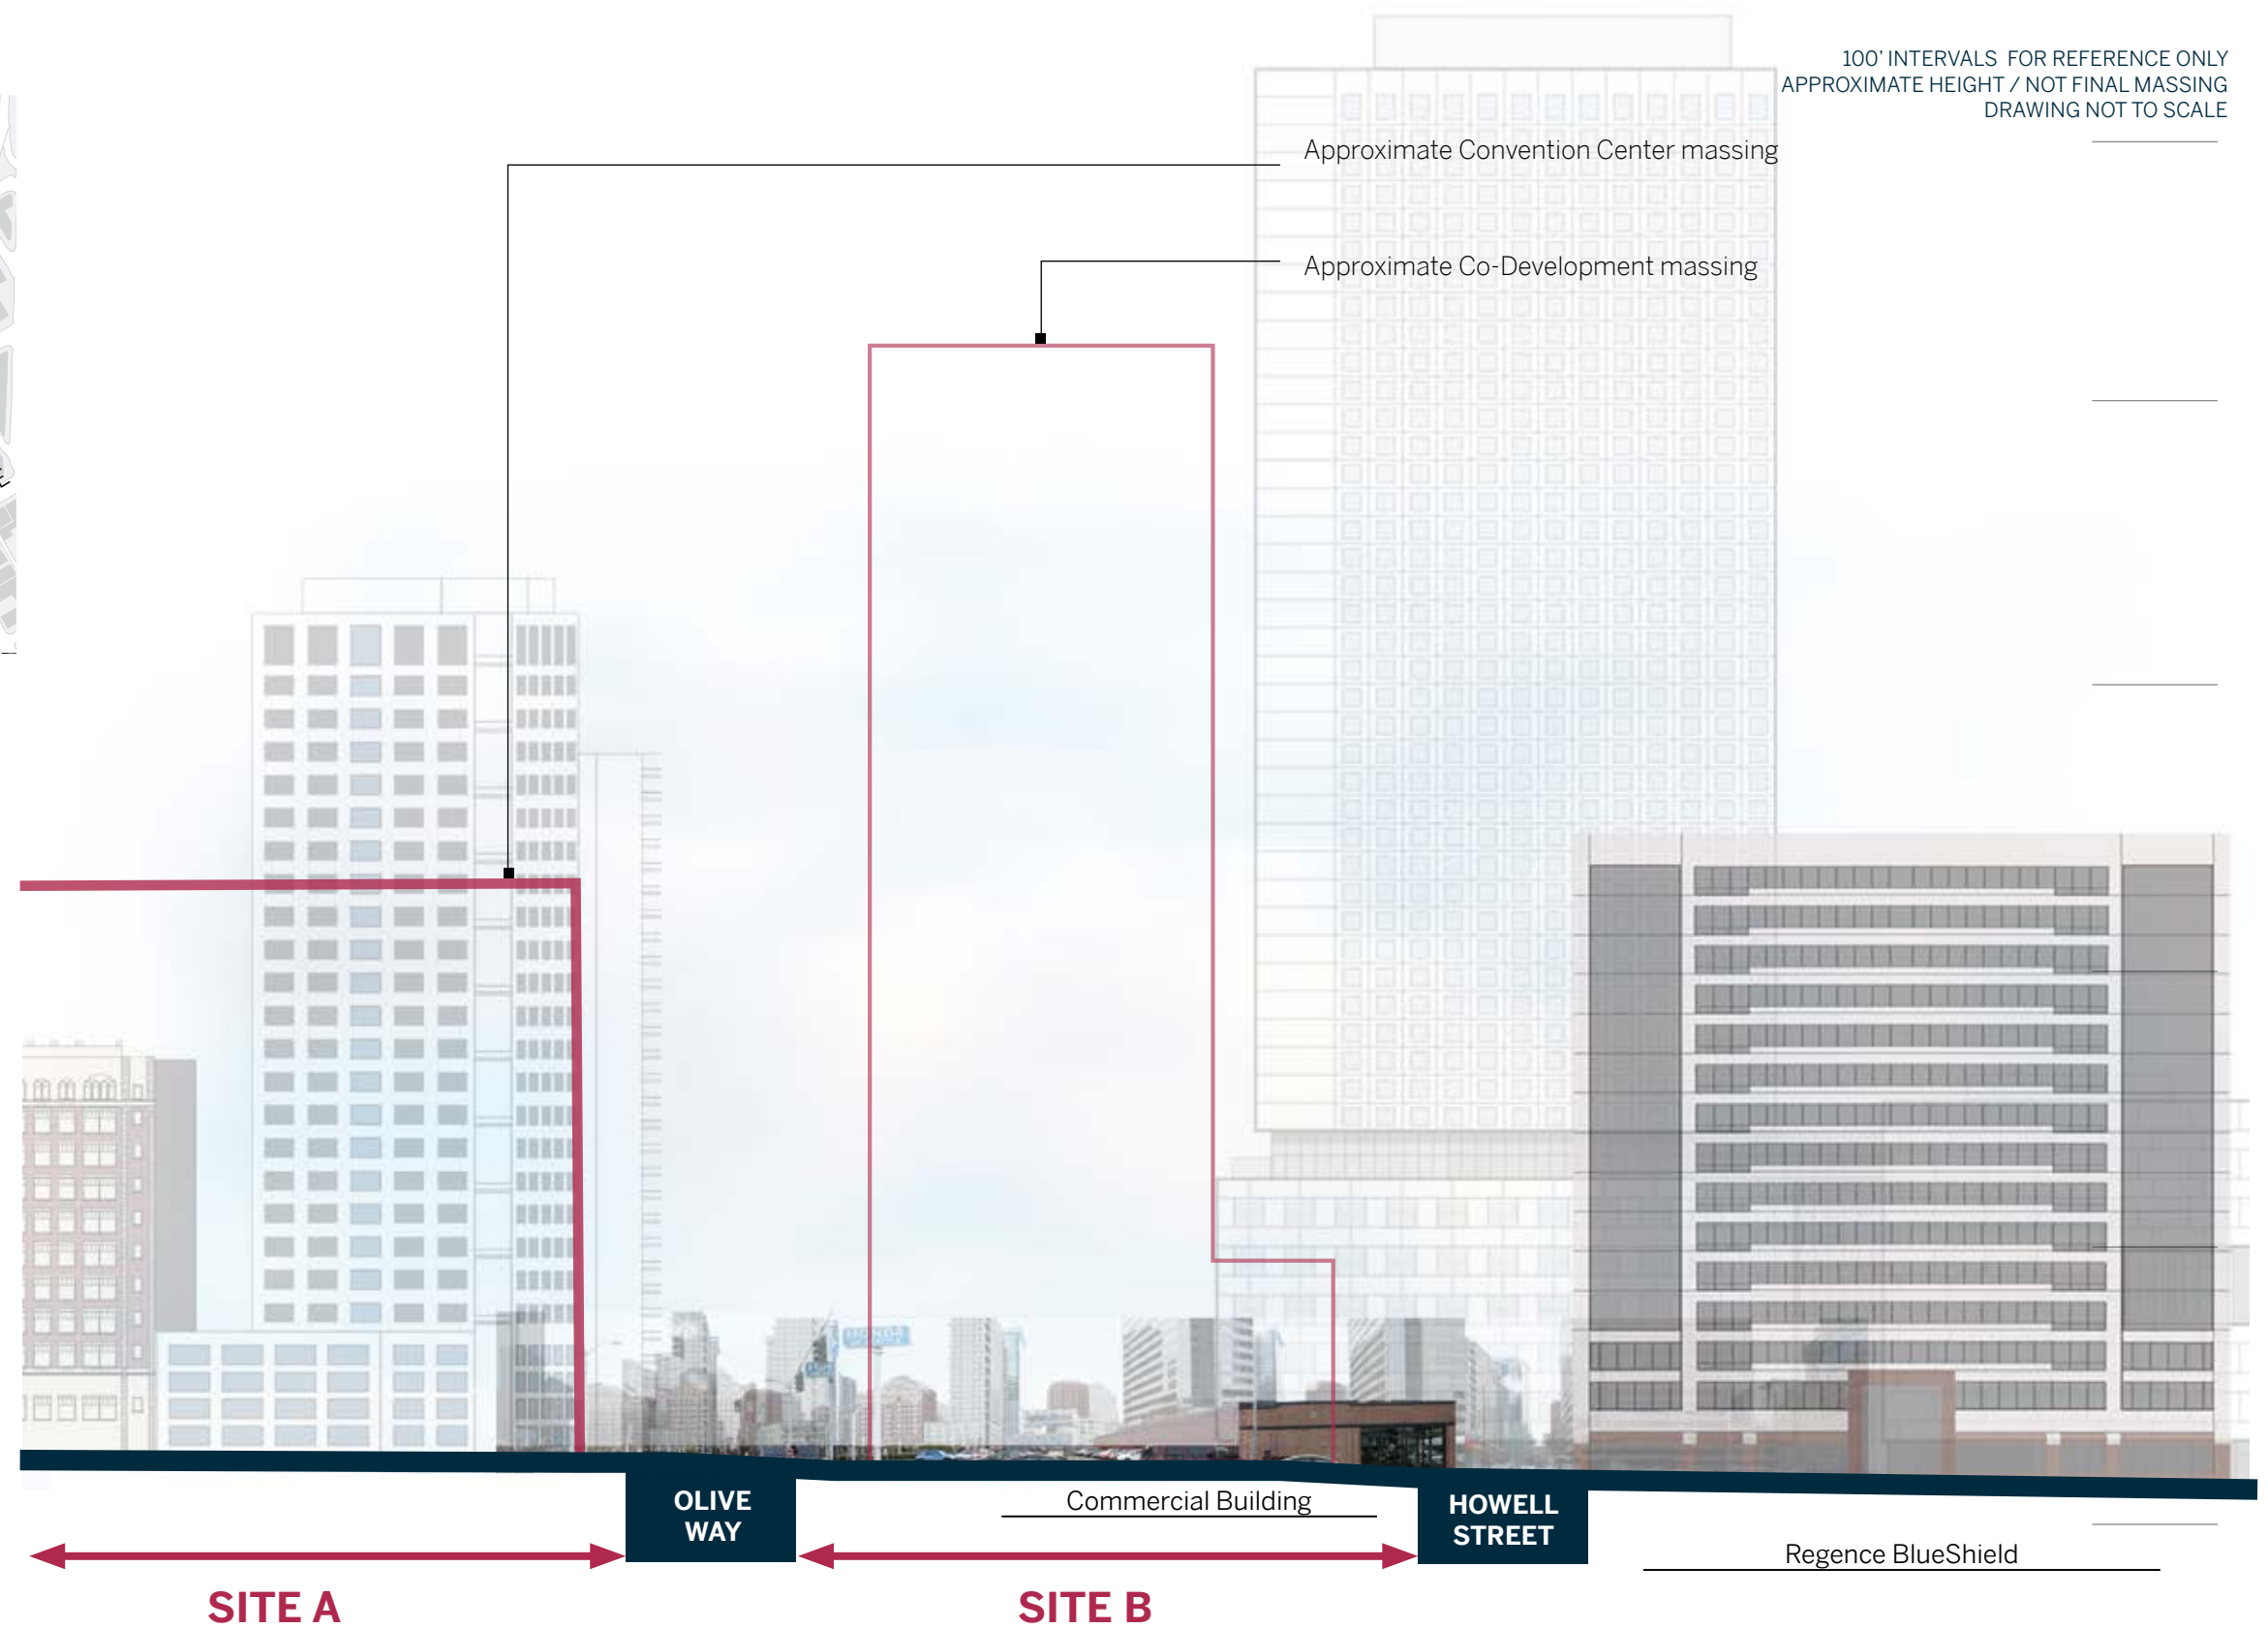 100' INTERVALS FOR REFERENCE ONLY
APPROXIMATE HEIGHT / NOT FINAL MASSING
DRAWING NOT TO SCALE
Approximate Convention Center massing
Approximate Co-Development massing
OLIVE
WAY
Commercial Building
HOWELL
STREET
Regence BlueShield
SITE A
SITE B